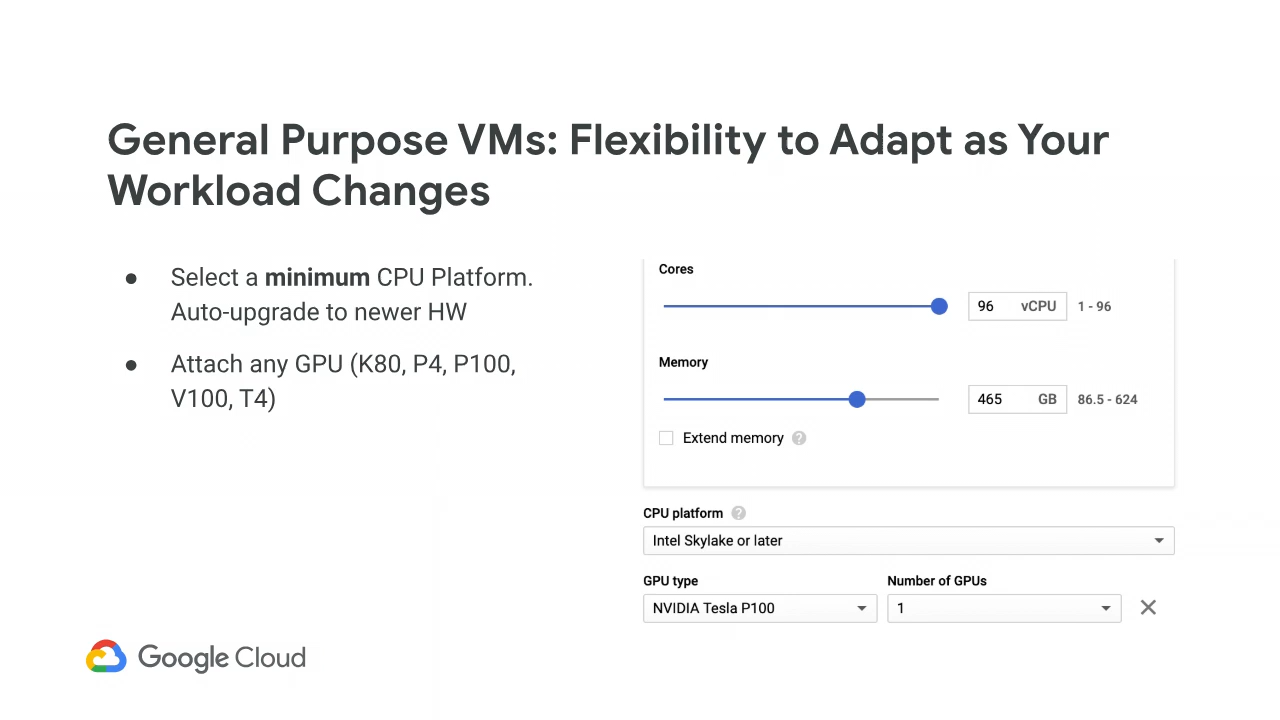 General Purpose VMs: Flexibility to Adapt as Your
Workload Changes
● Select a minimum CPU Platform.
Auto-upgrade to newer HW
● Attach any GPU (K80, P4, P100,
V100, T4)
Cores
96 vCPU 1 - 96
Memory
465 GB 86.5 - 624
Extend memory ?
CPU platform ?
Intel Skylake or later
GPU type Number of GPUs
NVIDIA Tesla P100 1
Google Cloud